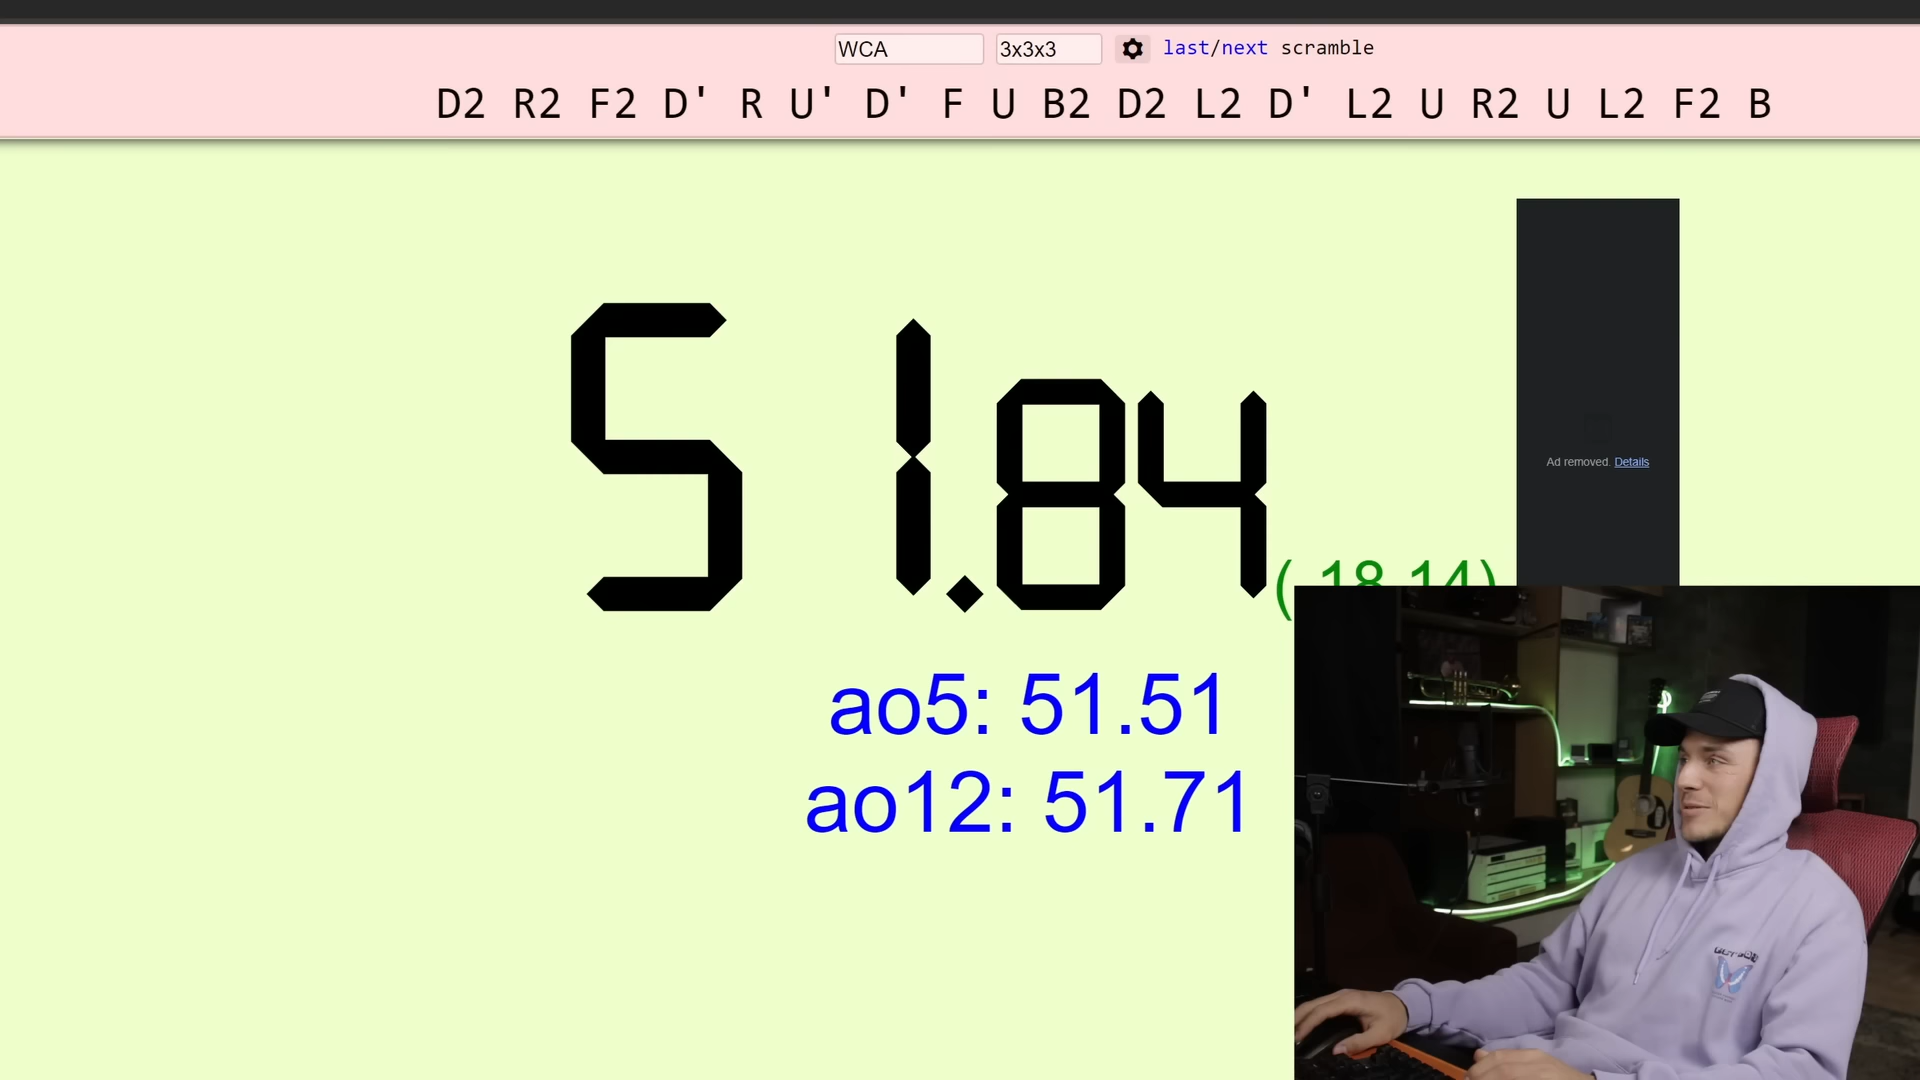 WCA 3x3x3 last/next scramble
D2 R2 F2 D' R U' D' F U B2 D2 L2 D' L2 U R2 U L2 F2 B
51.84
Ad removed. Details
ao5: 51.51
ao12: 51.71